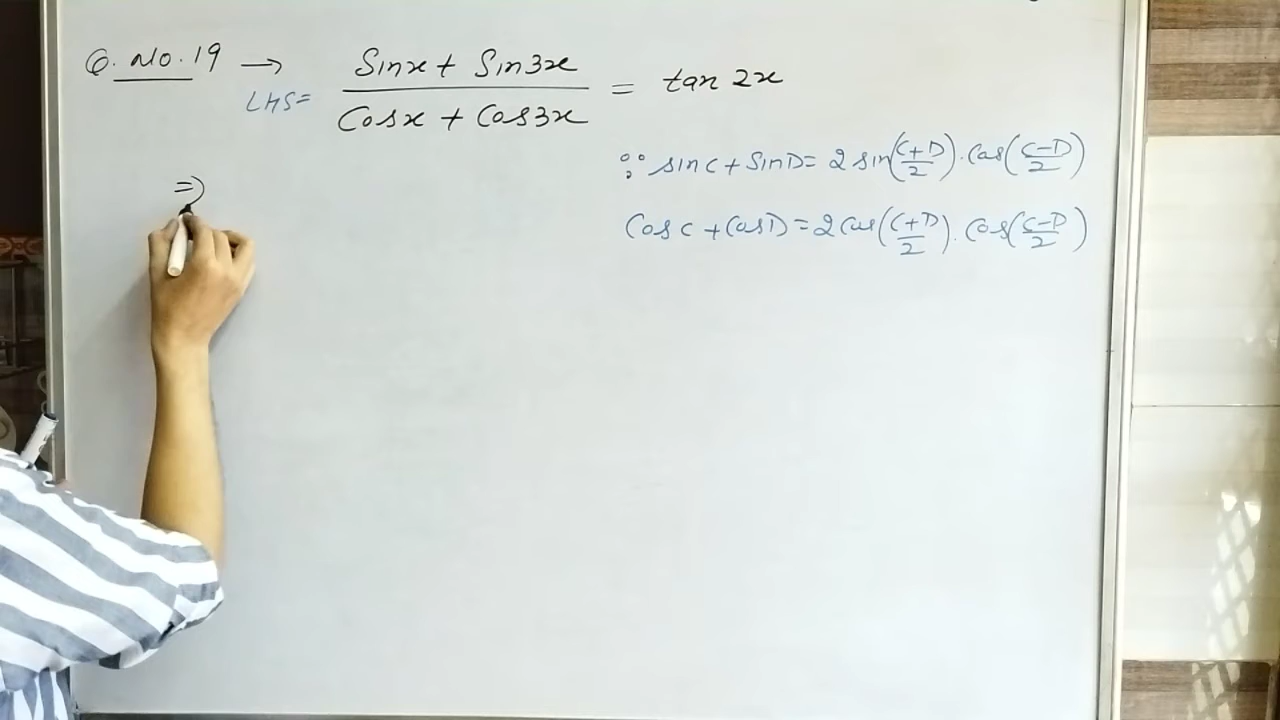 Q. No. 19 → Sinx + Sin3x / Cosx + Cos3x = tan 2x
LHS=
∵ sinC + SinD = 2 sin(C+D/2) . Cos(C-D/2)
CosC + CosD = 2 Cos(C+D/2) . Cos(C-D/2)
=)